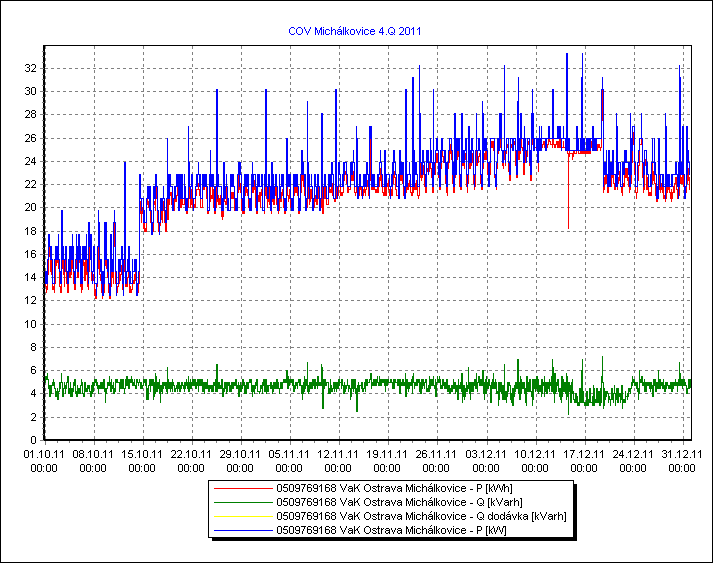 COV Michálkovice 4.Q 2011
32
30
28
26
24
22
20
18
16
14
12
10
8
6
4
2
0
01.10.11 08.10.11 15.10.11 22.10.11 29.10.11 05.11.11 12.11.11 19.11.11 26.11.11 03.12.11 10.12.11 17.12.11 24.12.11 31.12.11
00:00 00:00 00:00 00:00 00:00 00:00 00:00 00:00 00:00 00:00 00:00 00:00 00:00 00:00
0509769168 VaK Ostrava Michálkovice - P [kWh]
0509769168 VaK Ostrava Michálkovice - Q [kVarh]
0509769168 VaK Ostrava Michálkovice - Q dodávka [kVarh]
0509769168 VaK Ostrava Michálkovice - P [kW]